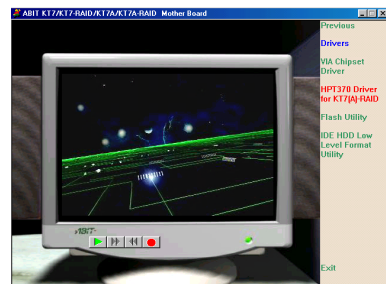 ABIT KT7/KT7-RAID/KT7A/KT7A-RAID Mother Board
Previous
Drivers
VIA Chipset
Driver
HPT370 Driver
for KT7(A)-RAID
Flash Utility
IDE HDD Low
Level Format
Utility
ABIT
Exit